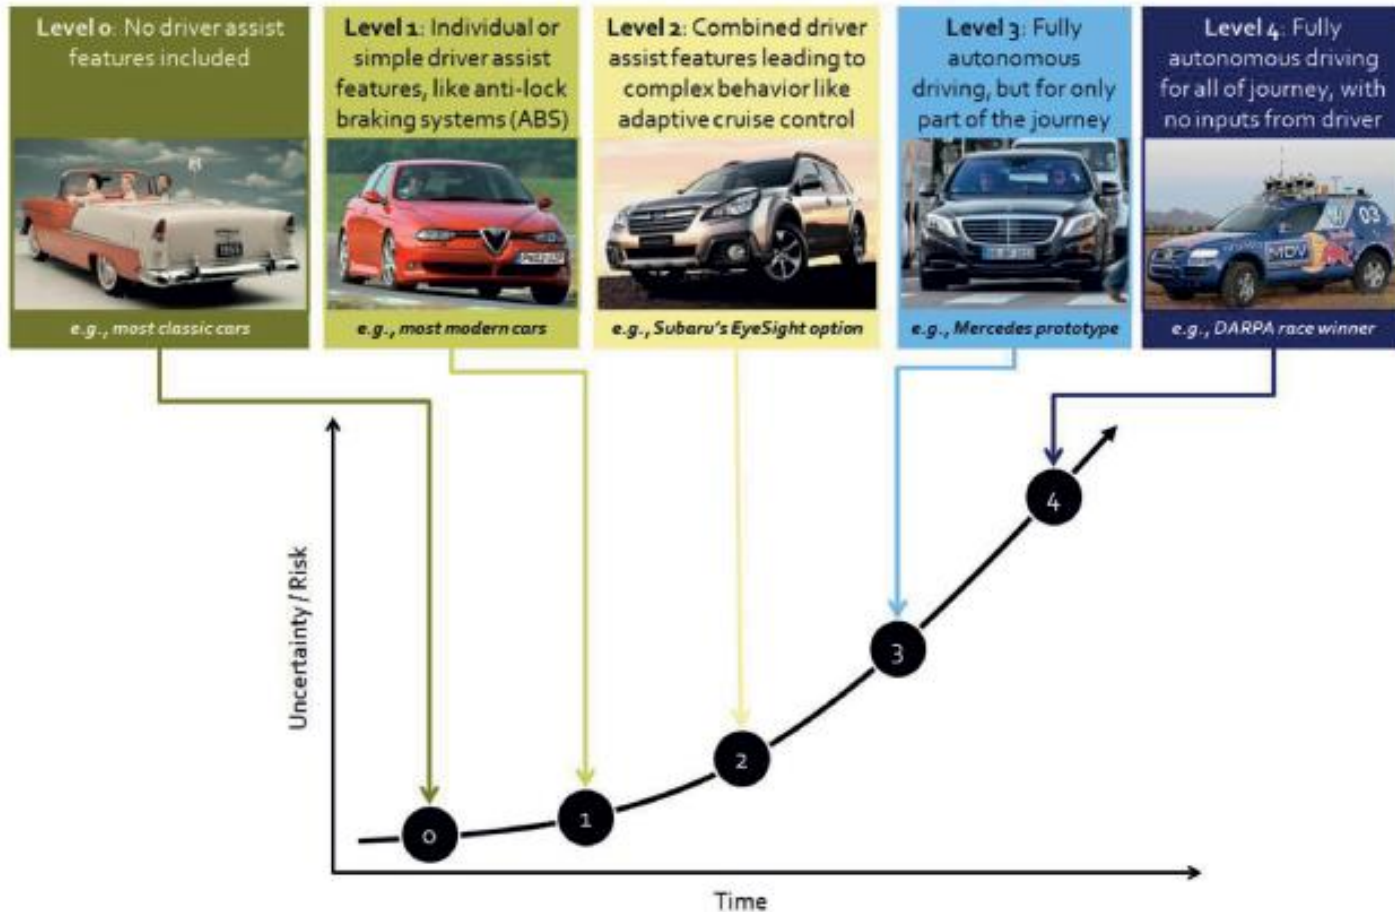 Level 0: No driver assist
features included
e.g., most classic cars
Level 1: Individual or
simple driver assist
features, like anti-lock
braking systems (ABS)
e.g., most modern cars
Level 2: Combined driver
assist features leading to
complex behavior like
adaptive cruise control
e.g., Subaru's EyeSight option
Level 3: Fully
autonomous
driving, but for only
part of the journey
e.g., Mercedes prototype
Level 4: Fully
autonomous driving
for all of journey, with
no inputs from driver
03
MDV
e.g., DARPA race winner
Uncertainty / Risk
0
1
2
3
4
Time